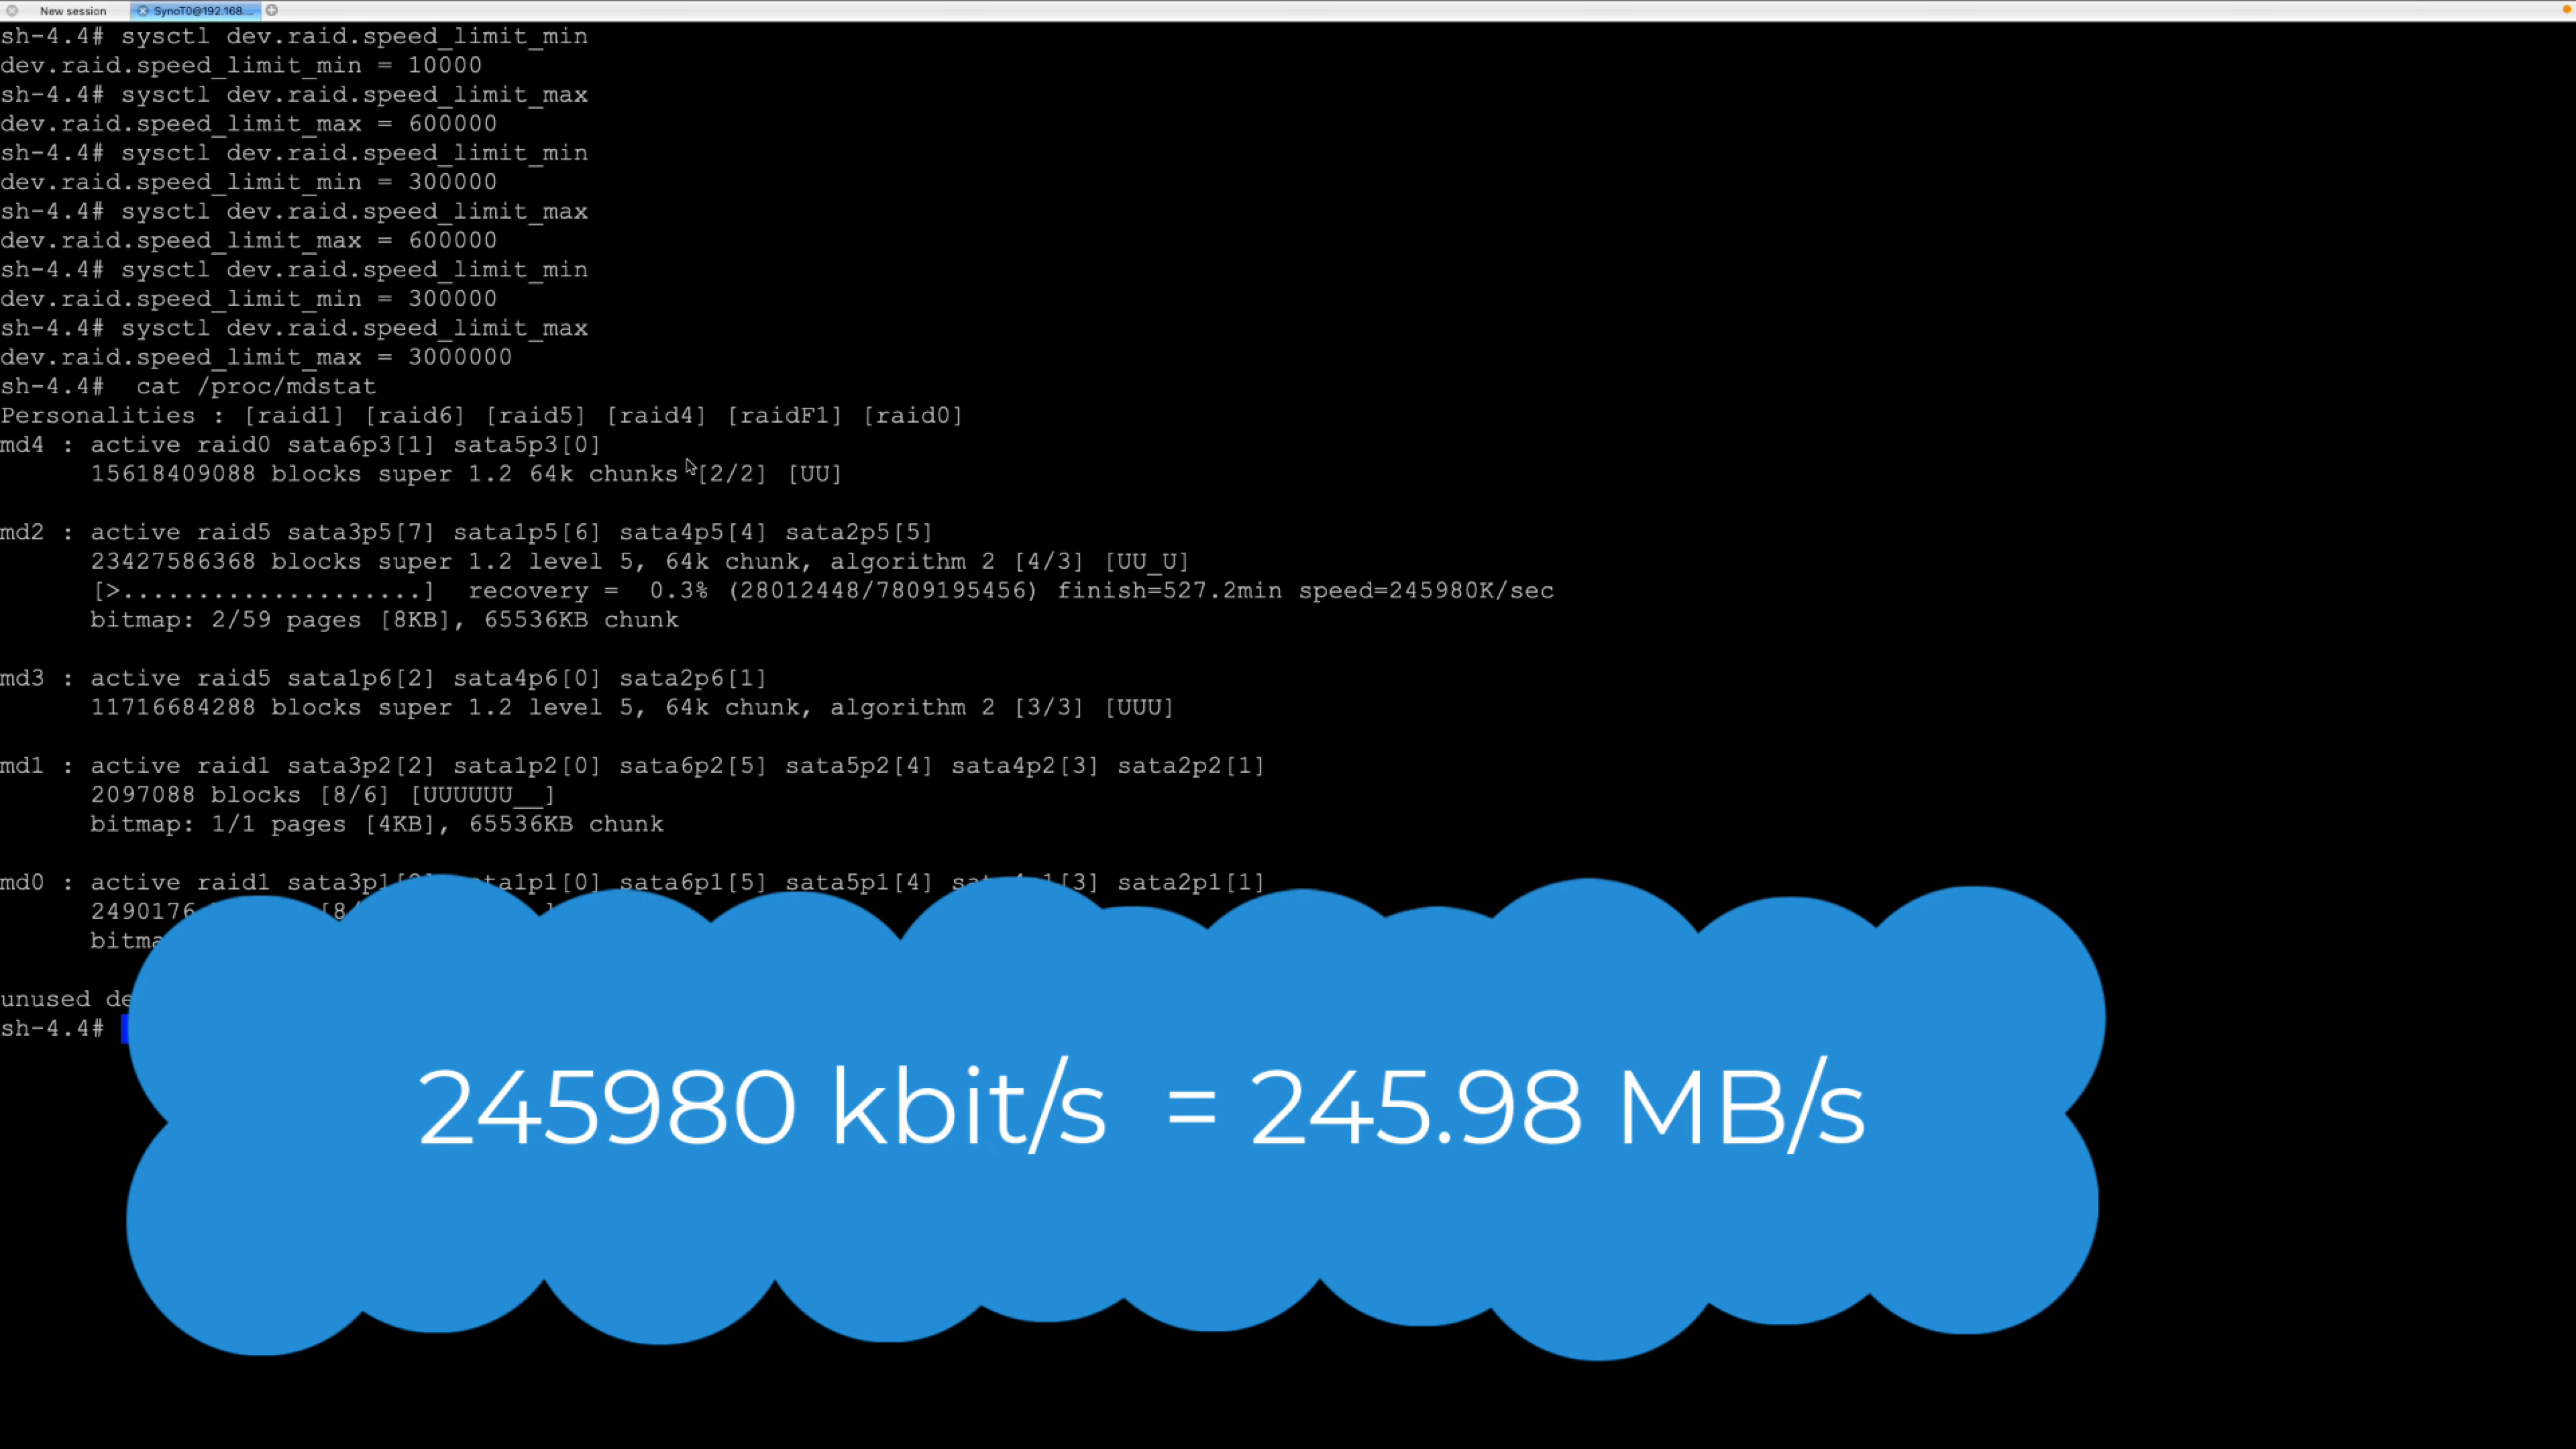 New session
SynoT0@192.168....
sh-4.4# sysctl dev.raid.speed_limit_min
dev.raid.speed_limit_min = 10000
sh-4.4# sysctl dev.raid.speed_limit_max
dev.raid.speed_limit_max = 600000
sh-4.4# sysctl dev.raid.speed_limit_min
dev.raid.speed_limit_min = 300000
sh-4.4# sysctl dev.raid.speed_limit_max
dev.raid.speed_limit_max = 600000
sh-4.4# sysctl dev.raid.speed_limit_min
dev.raid.speed_limit_min = 300000
sh-4.4# sysctl dev.raid.speed_limit_max
dev.raid.speed_limit_max = 3000000
sh-4.4#  cat /proc/mdstat
Personalities : [raid1] [raid6] [raid5] [raid4] [raidF1] [raid0]
md4 : active raid0 sata6p3[1] sata5p3[0]
      15618409088 blocks super 1.2 64k chunks [2/2] [UU]
md2 : active raid5 sata3p5[7] sata1p5[6] sata4p5[4] sata2p5[5]
      23427586368 blocks super 1.2 level 5, 64k chunk, algorithm 2 [4/3] [UU_U]
      [>....................]  recovery =  0.3% (28012448/7809195456) finish=527.2min speed=245980K/sec
      bitmap: 2/59 pages [8KB], 65536KB chunk
md3 : active raid5 sata1p6[2] sata4p6[0] sata2p6[1]
      11716684288 blocks super 1.2 level 5, 64k chunk, algorithm 2 [3/3] [UUU]
md1 : active raid1 sata3p2[2] sata1p2[0] sata6p2[5] sata5p2[4] sata4p2[3] sata2p2[1]
      2097088 blocks [8/6] [UUUUUU__]
      bitmap: 1/1 pages [4KB], 65536KB chunk
md0 : active raid1 sata6p1[5] sata5p1[4] sata2p1[1]
      2490176
unused
sh-4.4#
245980 kbit/s = 245.98 MB/s